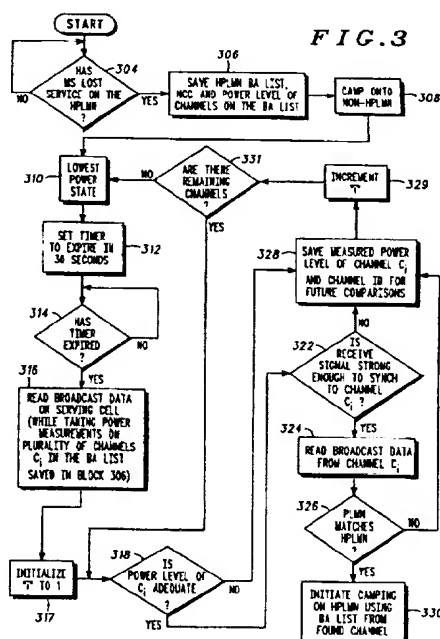 START
FIG.3
304
HAS
MS LOST
SERVICE ON THE
HPLMN
?
NO
YES
306
SAVE HPLMN BA LIST,
NCC AND POWER LEVEL OF
CHANNELS ON THE BA LIST
CAMP ONTO
NON-HPLMN
308
310
LOWEST
POWER
STATE
NO
331
ARE THERE
REMAINING
CHANNELS
?
YES
INCREMENT
"i"
329
SET TIMER
TO EXPIRE IN
30 SECONDS
312
314
HAS
TIMER
EXPIRED
?
NO
YES
328
SAVE MEASURED POWER
LEVEL OF CHANNEL Ci
AND CHANNEL ID FOR
FUTURE COMPARISONS
NO
322
IS
RECEIVE
SIGNAL STRONG
ENOUGH TO SYNCH
TO CHANNEL
Ci ?
YES
316
READ BROADCAST DATA
ON SERVING CELL
(WHILE TAKING POWER
MEASUREMENTS ON
PLURALITY OF CHANNELS
Ci IN THE BA LIST
SAVED IN BLOCK 306)
324
READ BROADCAST DATA
FROM CHANNEL Ci
326
PLMN
MATCHES
HPLMN
?
NO
YES
INITIALIZE
"i" TO 1
317
318
IS
POWER LEVEL OF
Ci ADEQUATE
?
NO
YES
INITIATE CAMPING
ON HPLMN USING
BA LIST FROM
FOUND CHANNEL
330